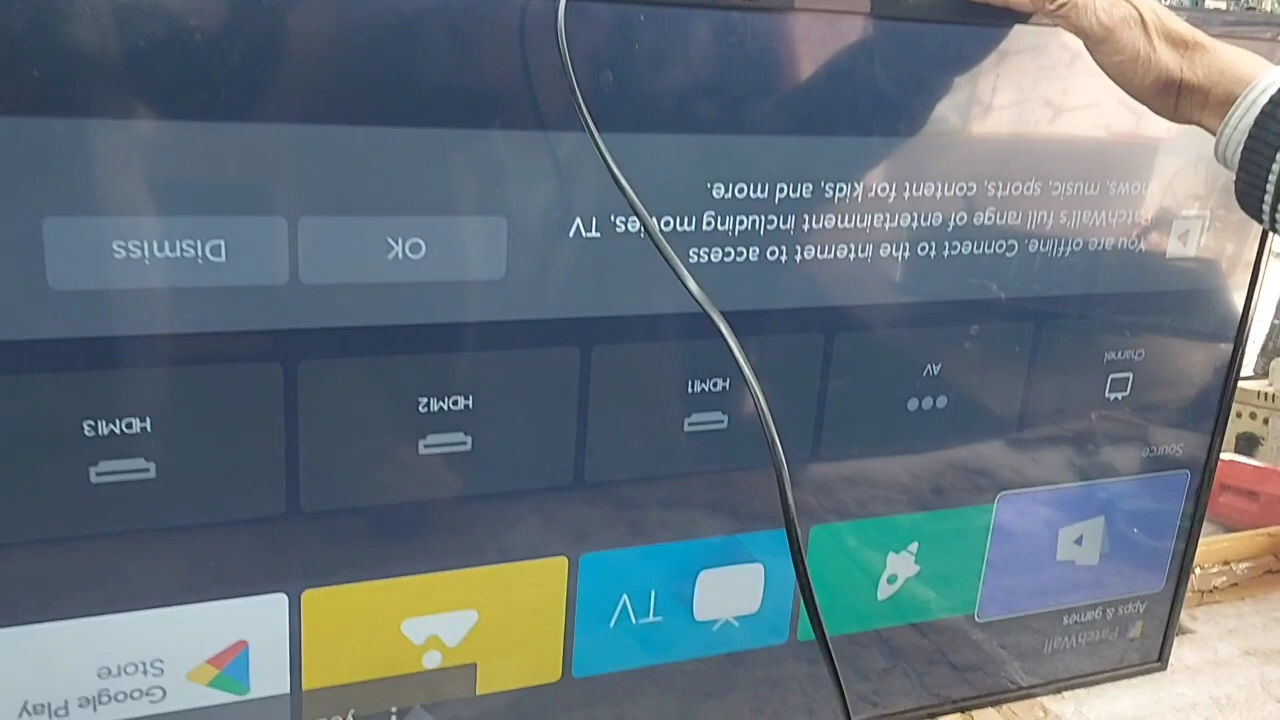 PatchWall
Apps & games
TV
Google Play
Store
Source
Channel
AV
HDMI1
HDMI2
HDMI3
You are offline. Connect to the internet to access
PatchWall's full range of entertainment including movies, TV
shows, music, sports, content for kids, and more.
OK
Dismiss